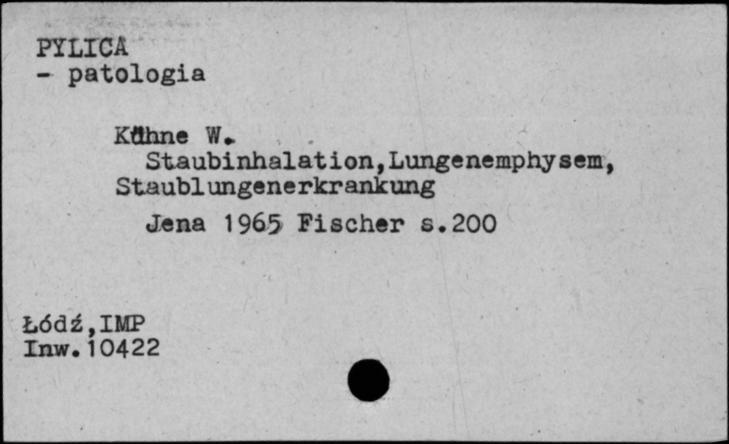 PYLICA
- patologia
Kühne W.
Staubinhalation,Lungenemphysem,
Staublungenerkrankung
Jena 1965 Fischer s.200
Łódź,IMP
Inw.10422